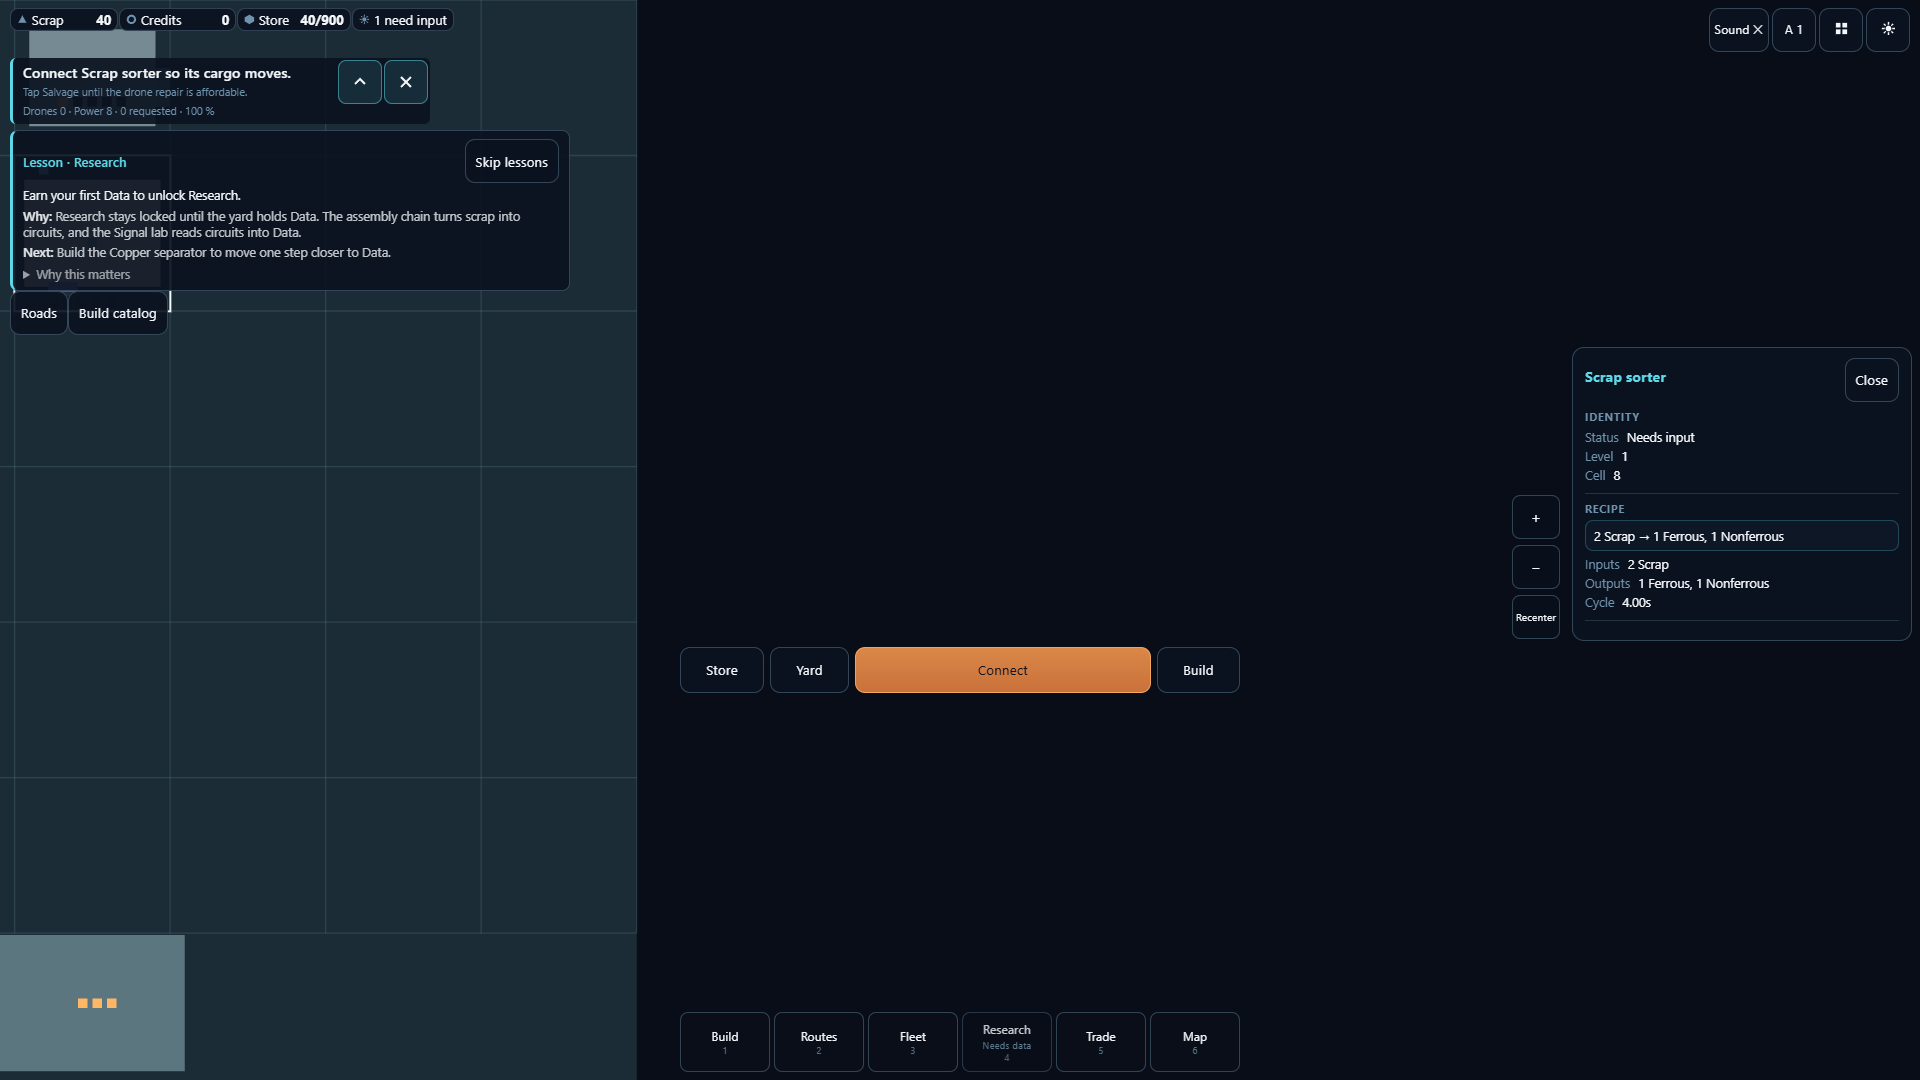 Scrap 40 Credits 0 Store 40/900 1 need input
Sound A 1
Connect Scrap sorter so its cargo moves.
Tap Salvage until the drone repair is affordable.
Drones 0 · Power 8 · 0 requested · 100 %
Lesson · Research
Skip lessons
Earn your first Data to unlock Research.
Why: Research stays locked until the yard holds Data. The assembly chain turns scrap into
circuits, and the Signal lab reads circuits into Data.
Next: Build the Copper separator to move one step closer to Data.
Why this matters
Roads Build catalog
Scrap sorter
Close
IDENTITY
Status Needs input
Level 1
Cell 8
RECIPE
2 Scrap → 1 Ferrous, 1 Nonferrous
Inputs 2 Scrap
Outputs 1 Ferrous, 1 Nonferrous
Cycle 4.00s
+
–
Recenter
Store Yard Connect Build
Build
1
Routes
2
Fleet
3
Research
Needs data
4
Trade
5
Map
6